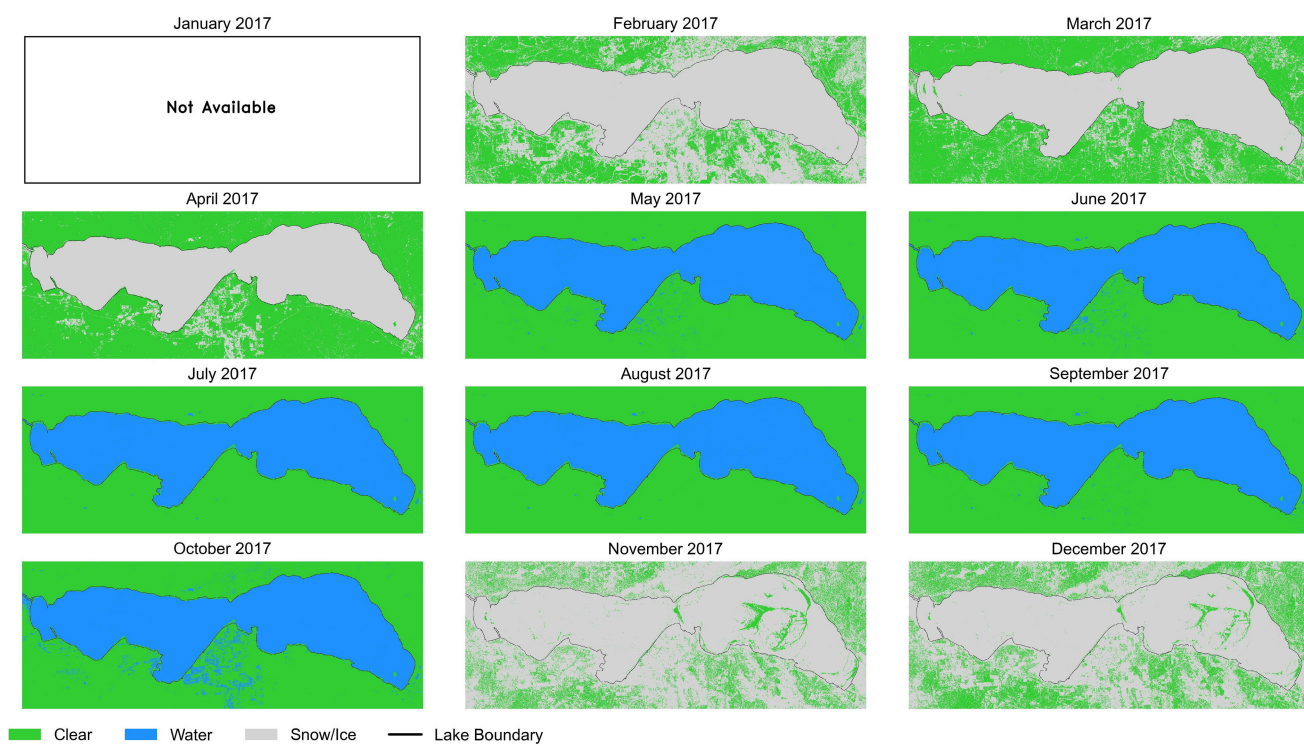 January 2017
February 2017
March 2017
Not Available
April 2017
May 2017
June 2017
July 2017
August 2017
September 2017
October 2017
November 2017
December 2017
Clear
Water
Snow/Ice
Lake Boundary